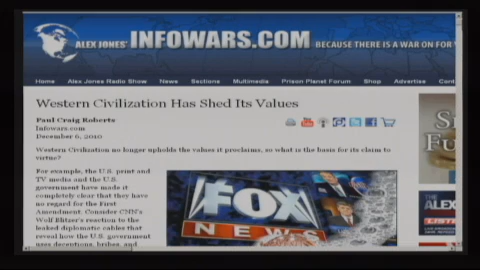 ALEX JONES' INFOWARS.COM BECAUSE THERE IS A WAR ON FOR
Home Alex Jones Radio Show News Sections Multimedia Prison Planet Forum Shop Advertise Cont
Western Civilization Has Shed Its Values
Paul Craig Roberts
Infowars.com
December 6, 2010
Western Civilization no longer upholds the values it proclaims, so what is the basis for its claim to
virtue?
For example, the U.S. print and
TV media and the U.S.
government have made it
completely clear that they have
no regard for the First
Amendment. Consider CNN's
Wolf Blitzer's reaction to the
leaked diplomatic cables that
reveal how the U.S. government
uses deceptions, bribes, and
FOX
NEWS
THE ALEX